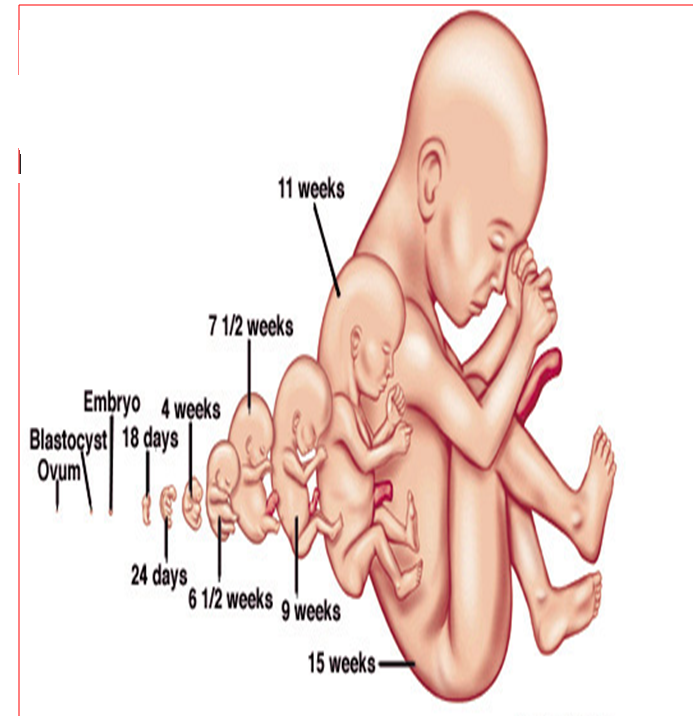 11 weeks
7 1/2 weeks
Embryo
4 weeks
Blastocyst
18 days
Ovum
24 days
6 1/2 weeks
9 weeks
15 weeks